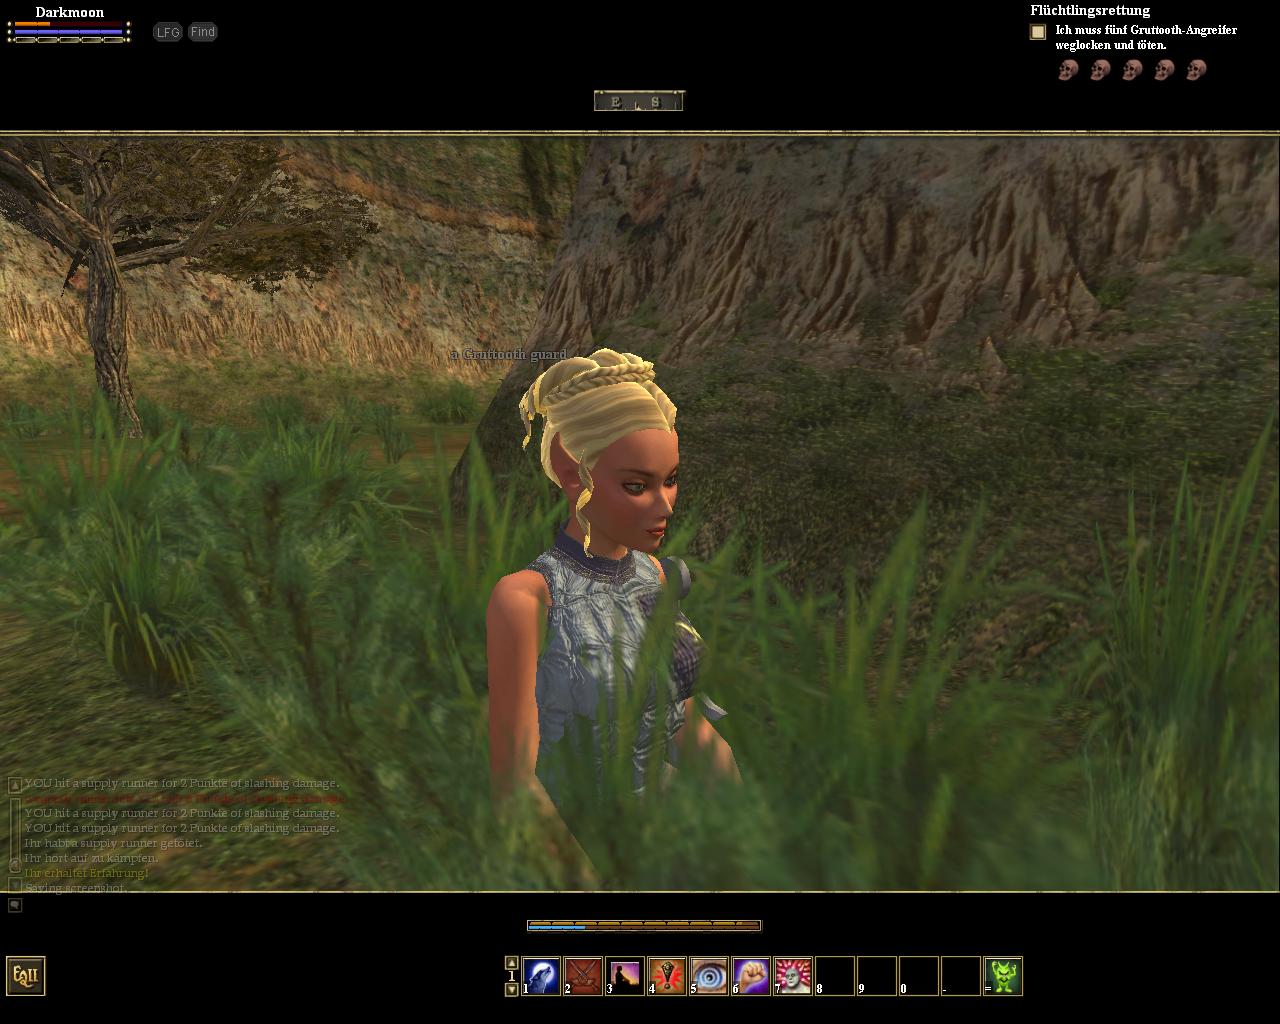 Darkmoon
LFG Find
Flüchtlingsrettung
Ich muss fünf Gruttooth-Angreifer
weglocken und töten.
E S
a Gruttooth guard
YOU hit a supply runner for 2 Punkte of slashing damage.
YOU hit a supply runner for 2 Punkte of slashing damage.
YOU hit a supply runner for 2 Punkte of slashing damage.
Ihr habt a supply runner getötet.
Ihr hört auf zu kämpfen.
Ihr erhaltet Erfahrung!
Saving screenshot.
EQII
1
1 2 3 4 5 6 7 8 9 0 - =